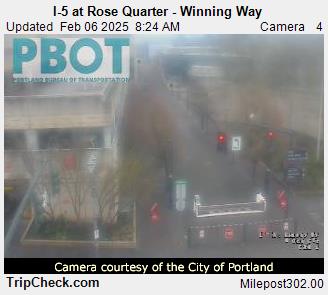 I-5 at Rose Quarter - Winning Way
Updated Feb 06 2025 8:24 AM Camera 4
PBOT
PORTLAND BUREAU OF TRANSPORTATION
Camera courtesy of the City of Portland
TripCheck.com Milepost302.00